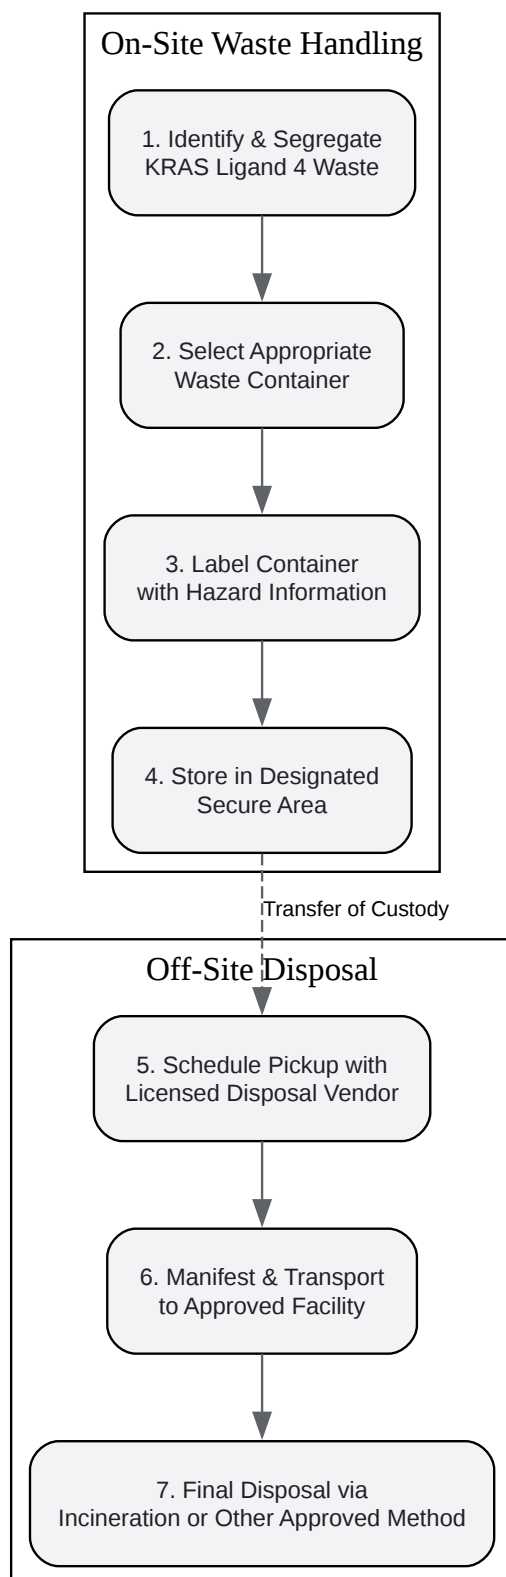 On-Site Waste Handling
1. Identify & Segregate
KRAS Ligand 4 Waste
2. Select Appropriate
Waste Container
3. Label Container
with Hazard Information
4. Store in Designated
Secure Area
Transfer of Custody
Off-Site Disposal
5. Schedule Pickup with
Licensed Disposal Vendor
6. Manifest & Transport
to Approved Facility
7. Final Disposal via
Incineration or Other Approved Method